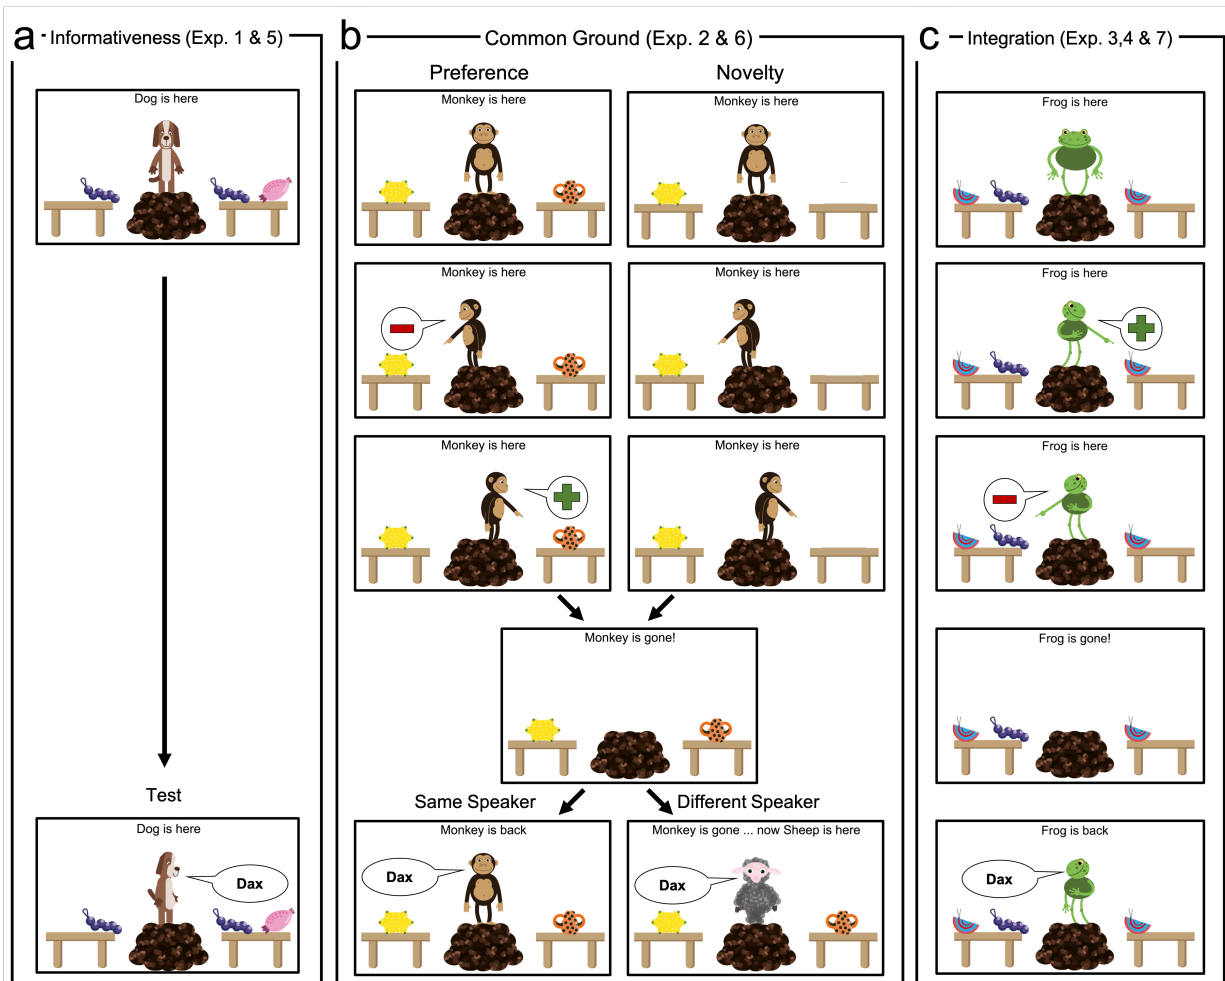 a Informativeness (Exp. 1 & 5)
Dog is here
Test
Dog is here
Dax
b Common Ground (Exp. 2 & 6)
Preference
Novelty
Monkey is here
Monkey is here
Monkey is here
Monkey is here
Monkey is here
Monkey is here
Monkey is gone!
Same Speaker
Different Speaker
Monkey is back
Dax
Monkey is gone ... now Sheep is here
Dax
c Integration (Exp. 3,4 & 7)
Frog is here
Frog is here
Frog is here
Frog is gone!
Frog is back
Dax